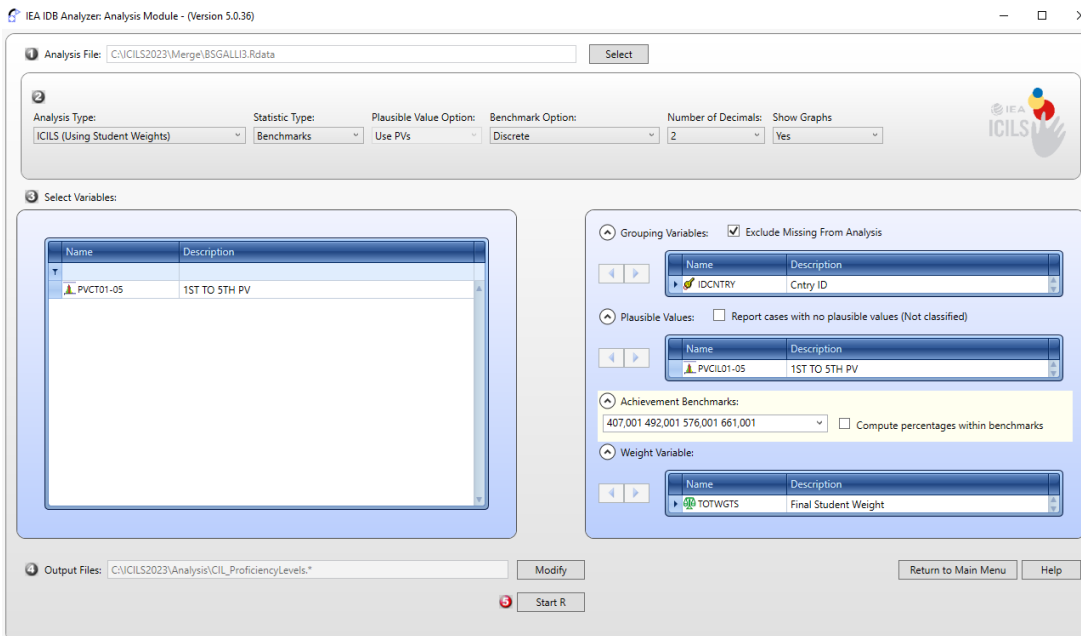 IEA IDB Analyzer: Analysis Module - (Version 5.0.36)
1 Analysis File: C:\ICILS2023\Merge\BSGALLI3.Rdata Select
2
Analysis Type: Statistic Type: Plausible Value Option: Benchmark Option: Number of Decimals: Show Graphs
ICILS (Using Student Weights) Benchmarks Use PVs Discrete 2 Yes
IEA
ICILS
3 Select Variables:
Name Description
PVCT01-05 1ST TO 5TH PV
Grouping Variables: Exclude Missing From Analysis
Name Description
IDCNTRY Cntry ID
Plausible Values: Report cases with no plausible values (Not classified)
Name Description
PVCIL01-05 1ST TO 5TH PV
Achievement Benchmarks:
407,001 492,001 576,001 661,001 Compute percentages within benchmarks
Weight Variable:
Name Description
TOTWGTS Final Student Weight
4 Output Files: C:\ICILS2023\Analysis\CIL_ProficiencyLevels.* Modify Return to Main Menu Help
5 Start R